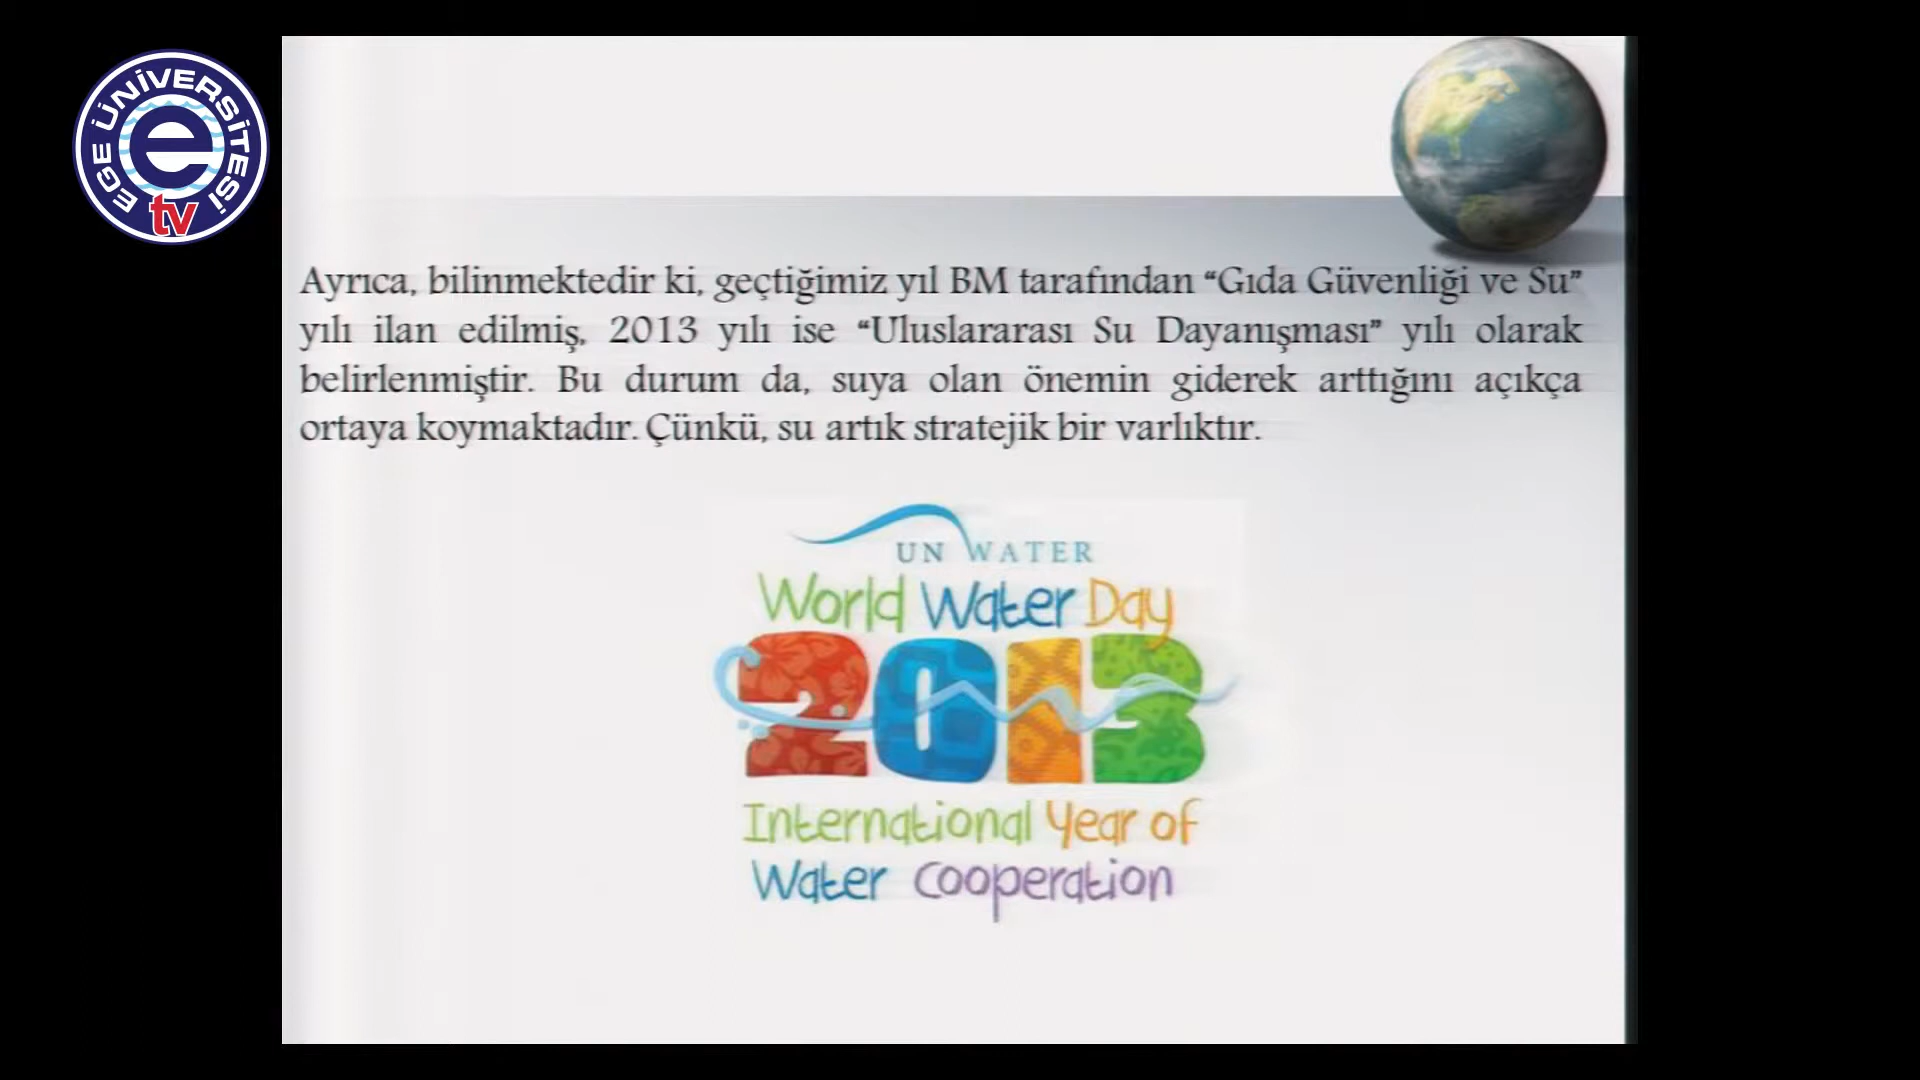 EGE ÜNİVERSİTESİ
e
tv
Ayrıca, bilinmektedir ki, geçtiğimiz yıl BM tarafından “Gıda Güvenliği ve Su”
yılı ilan edilmiş, 2013 yılı ise “Uluslararası Su Dayanışması” yılı olarak
belirlenmiştir. Bu durum da, suya olan önemin giderek arttığını açıkça
ortaya koymaktadır. Çünkü, su artık stratejik bir varlıktır.
UN WATER
World Water Day
2013
International Year of
Water Cooperation